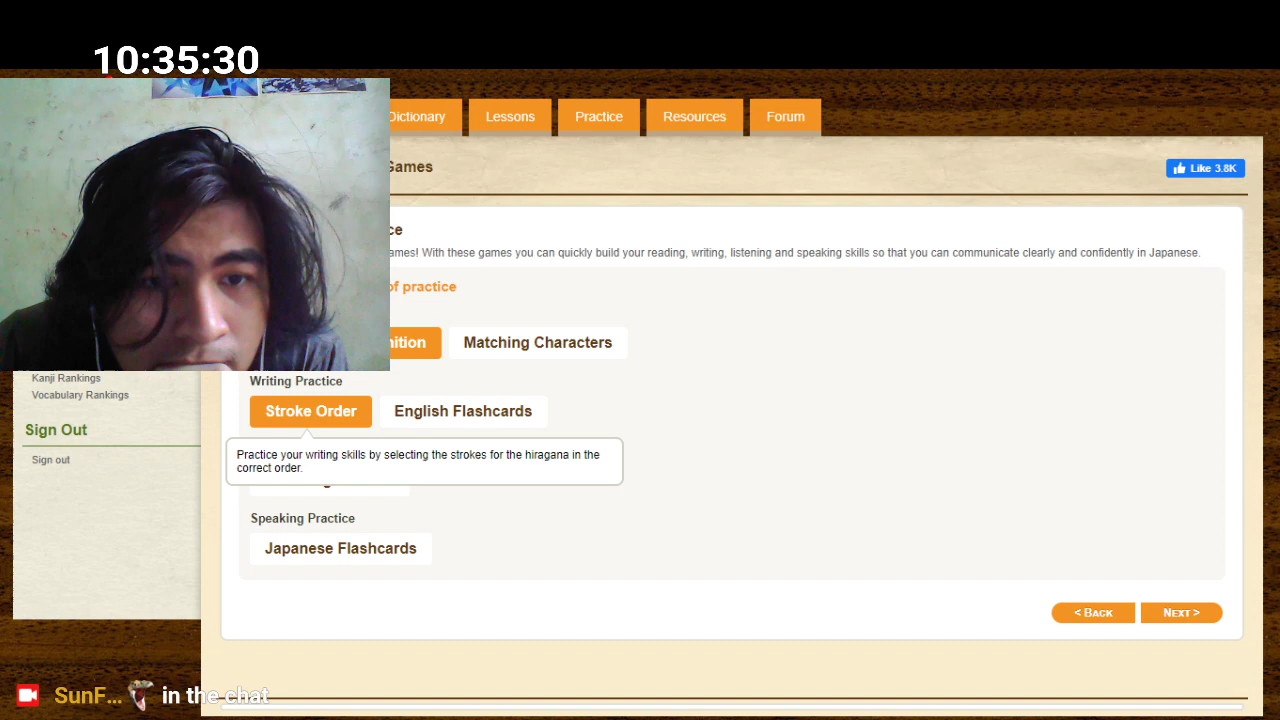 10:35:30
Dictionary Lessons Practice Resources Forum
Games
Like 3.8K
ce
ames! With these games you can quickly build your reading, writing, listening and speaking skills so that you can communicate clearly and confidently in Japanese.
of practice
nition Matching Characters
Kanji Rankings
Vocabulary Rankings
Writing Practice
Stroke Order English Flashcards
Sign Out
Sign out
Practice your writing skills by selecting the strokes for the hiragana in the
correct order.
Speaking Practice
Japanese Flashcards
< BACK NEXT >
SunF... in the chat